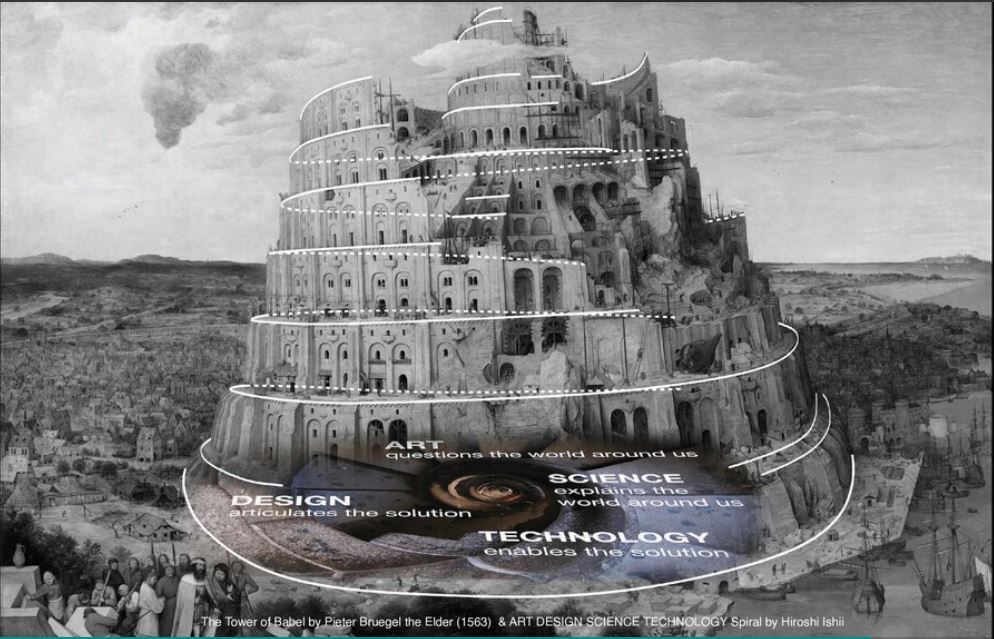 ART
questions the world around us
SCIENCE
explains the
world around us
DESIGN
articulates the solution
TECHNOLOGY
enables the solution
The Tower of Babel by Pieter Bruegel the Elder (1563) & ART DESIGN SCIENCE TECHNOLOGY Spiral by Hiroshi Ishii